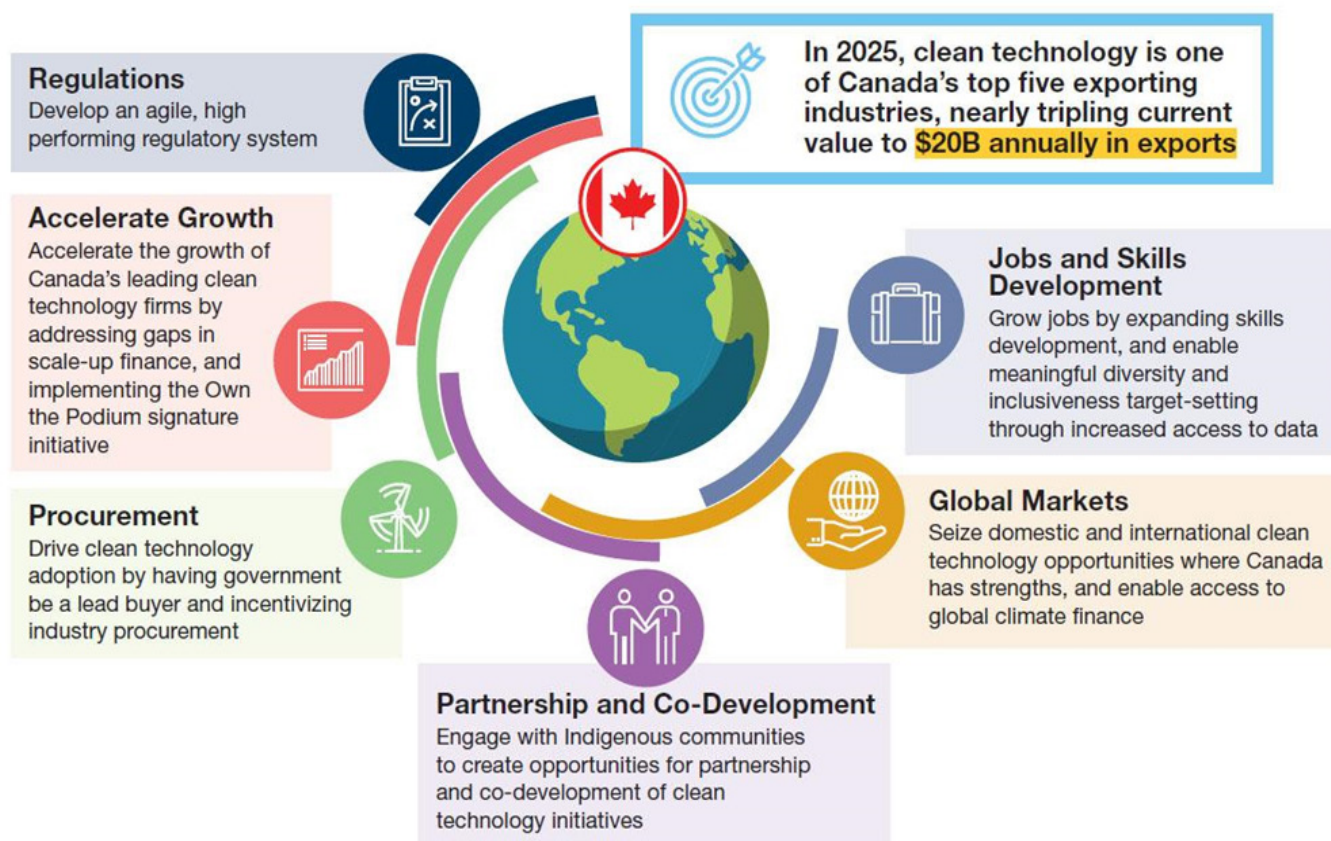 Regulations
Develop an agile, high
performing regulatory system
In 2025, clean technology is one
of Canada's top five exporting
industries, nearly tripling current
value to $20B annually in exports
Accelerate Growth
Accelerate the growth of
Canada's leading clean
technology firms by
addressing gaps in
scale-up finance, and
implementing the Own
the Podium signature
initiative
Jobs and Skills
Development
Grow jobs by expanding skills
development, and enable
meaningful diversity and
inclusiveness target-setting
through increased access to data
Procurement
Drive clean technology
adoption by having government
be a lead buyer and incentivizing
industry procurement
Global Markets
Seize domestic and international clean
technology opportunities where Canada
has strengths, and enable access to
global climate finance
Partnership and Co-Development
Engage with Indigenous communities
to create opportunities for partnership
and co-development of clean
technology initiatives